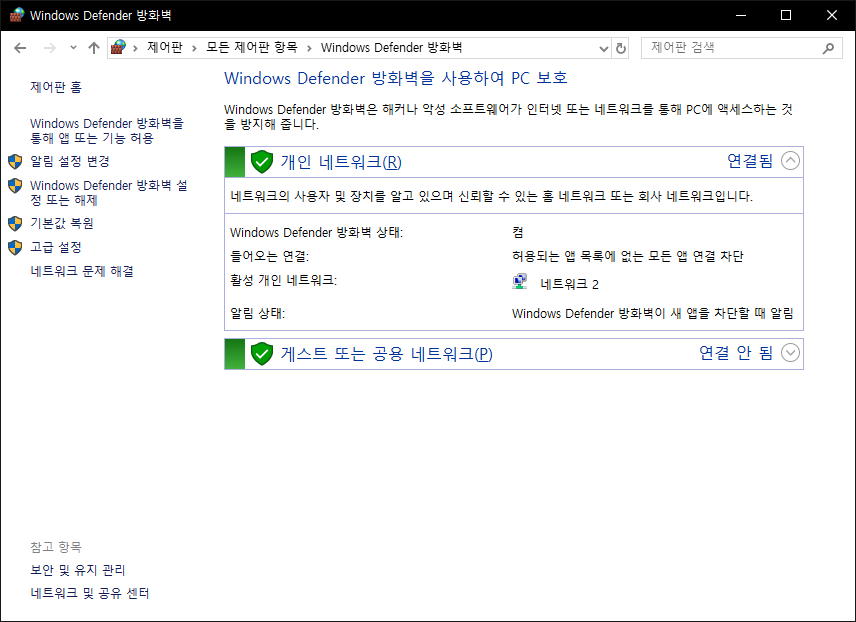 Windows Defender 방화벽
제어판 › 모든 제어판 항목 › Windows Defender 방화벽
제어판 검색
제어판 홈
Windows Defender 방화벽을
통해 앱 또는 기능 허용
알림 설정 변경
Windows Defender 방화벽 설
정 또는 해제
기본값 복원
고급 설정
네트워크 문제 해결
Windows Defender 방화벽을 사용하여 PC 보호
Windows Defender 방화벽은 해커나 악성 소프트웨어가 인터넷 또는 네트워크를 통해 PC에 액세스하는 것
을 방지해 줍니다.
개인 네트워크(R) 연결됨
네트워크의 사용자 및 장치를 알고 있으며 신뢰할 수 있는 홈 네트워크 또는 회사 네트워크입니다.
Windows Defender 방화벽 상태: 켬
들어오는 연결: 허용되는 앱 목록에 없는 모든 앱 연결 차단
활성 개인 네트워크: 네트워크 2
알림 상태: Windows Defender 방화벽이 새 앱을 차단할 때 알림
게스트 또는 공용 네트워크(P) 연결 안 됨
참고 항목
보안 및 유지 관리
네트워크 및 공유 센터